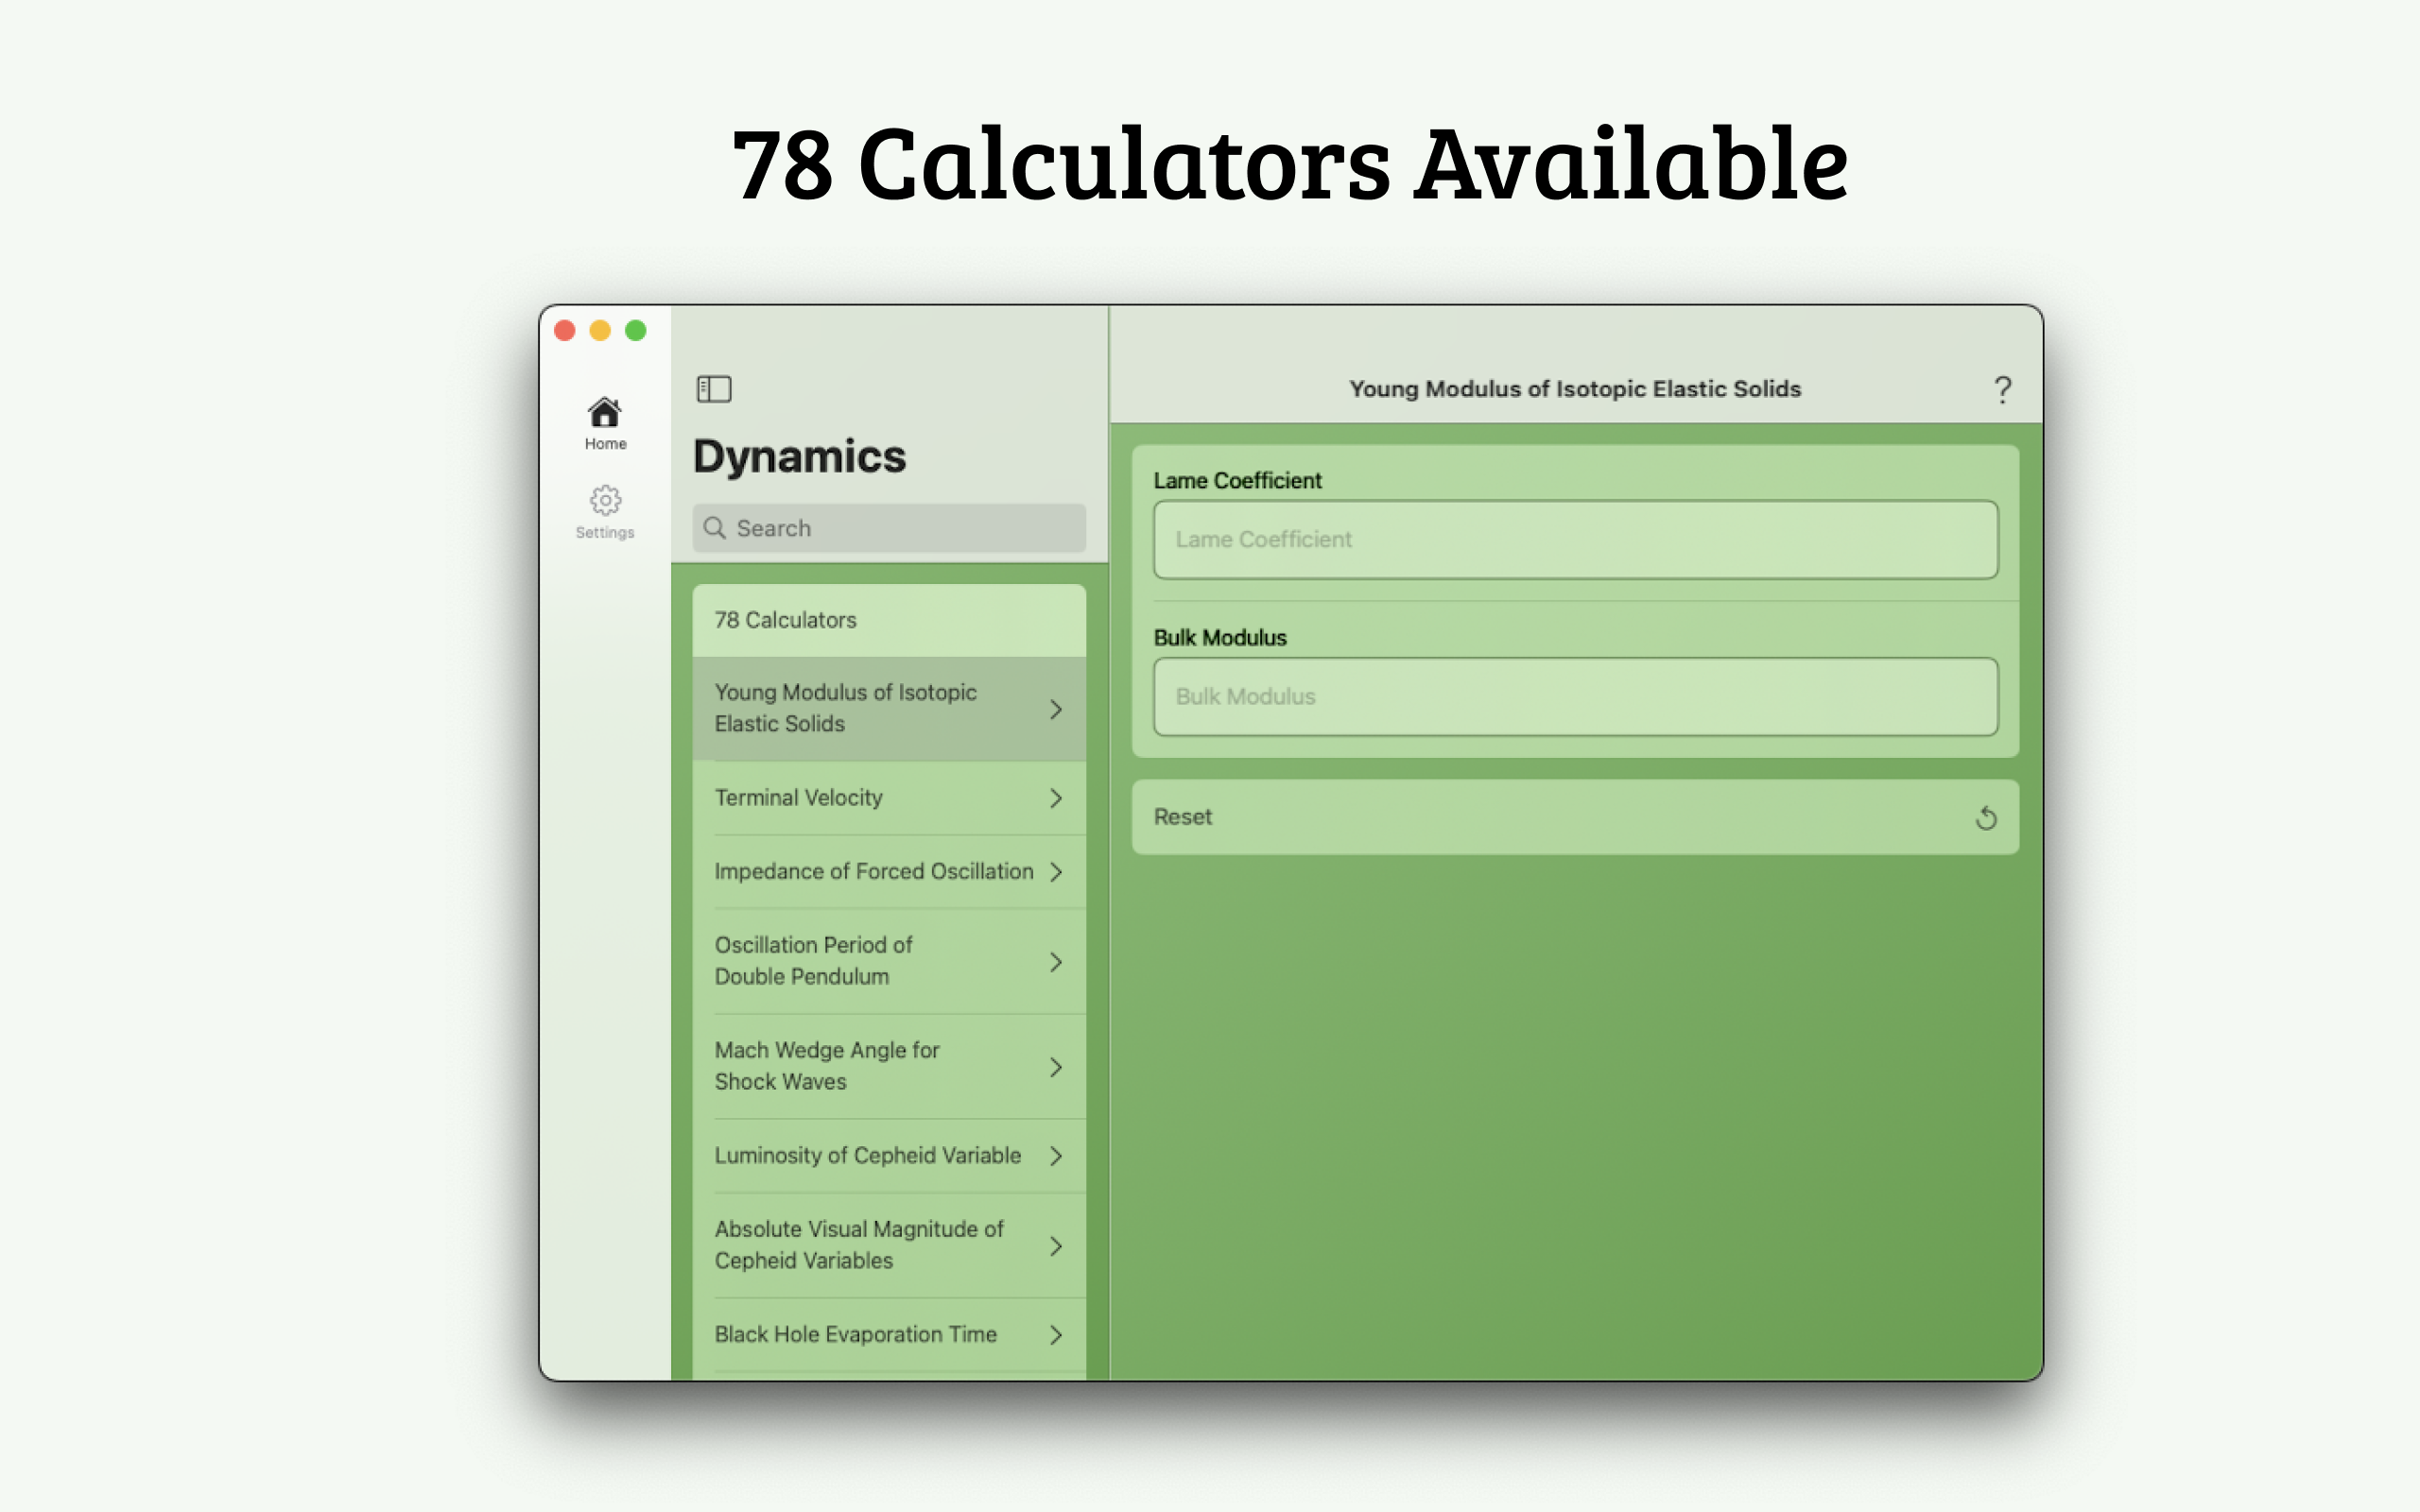 78 Calculators Available
Home
Settings
Dynamics
Search
78 Calculators
Young Modulus of Isotopic
Elastic Solids
Terminal Velocity
Impedance of Forced Oscillation
Oscillation Period of
Double Pendulum
Mach Wedge Angle for
Shock Waves
Luminosity of Cepheid Variable
Absolute Visual Magnitude of
Cepheid Variables
Black Hole Evaporation Time
Young Modulus of Isotopic Elastic Solids
?
Lame Coefficient
Lame Coefficient
Bulk Modulus
Bulk Modulus
Reset